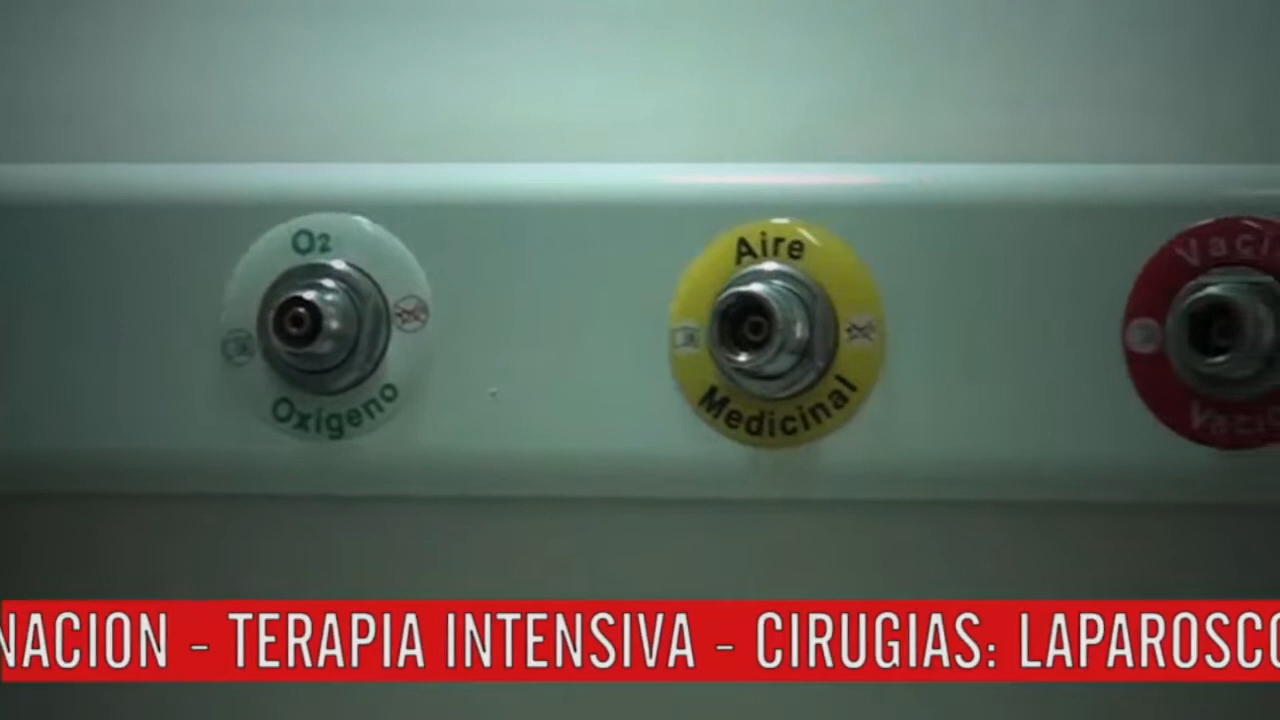 O2
Oxígeno
Aire
Medicinal
NACION - TERAPIA INTENSIVA - CIRUGIAS: LAPAROSCO